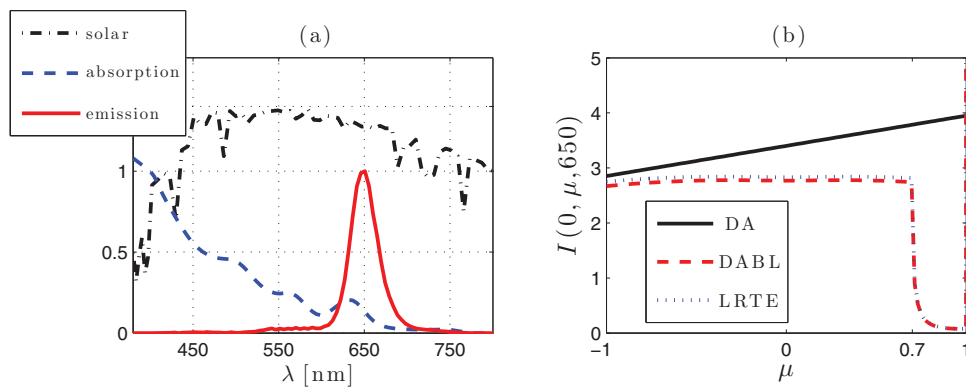 (a)
solar
absorption
emission
1
0.5
0
450
550
650
750
λ [nm]
(b)
I(0, μ, 650)
5
4
3
2
1
0
DA
DABL
LRTE
−1
0
0.7
1
μ